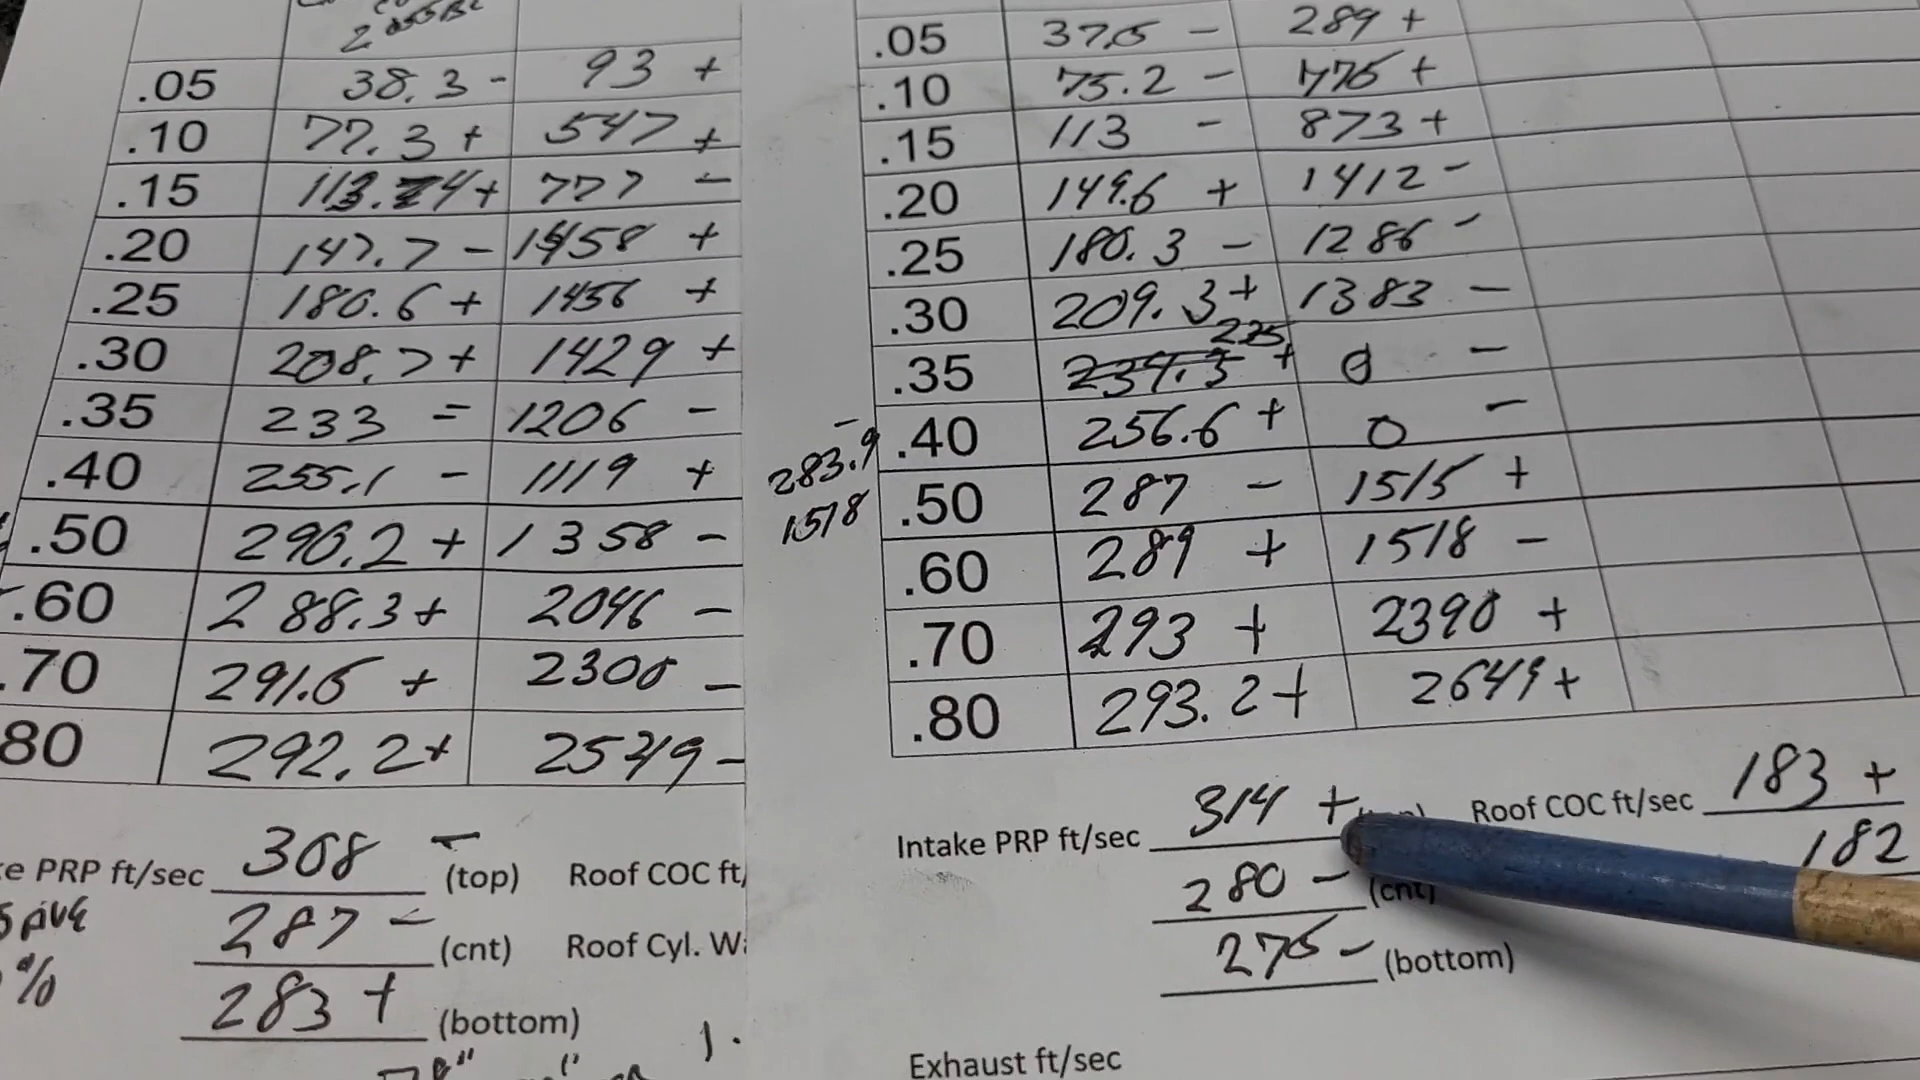 .05 38.3 - 93 +
.10 77.3 + 547 +
.15 4 + 777 -
.20 147.7 - 1458 +
.25 180.6 + 1456 +
.30 208.7 + 1429 +
.35 233 = 1206 -
.40 255.1 - 1119 +
.50 290.2 + 1358 -
.60 288.3 + 2046 -
.70 291.6 + 2300 -
80 292.2 +
e PRP ft/sec 308 - (top) Roof COC ft/
AVG 287 - (cnt) Roof Cyl. W
% 283 + (bottom)
.05 37.5 - 289 +
.10 75.2 - 775 +
.15 113 - 873 +
.20 149.6 + 1412 -
.25 180.3 - 1286 -
.30 209.3 + 1383 -
.35 234.3 235 + 0 -
-
283.9
1518
.40 256.6 + 0 -
.50 287 - 1515 +
.60 289 + 1518 -
.70 293 + 2390 +
.80 293.2 + 2649 +
Intake PRP ft/sec 314 + Roof COC ft/sec 183 +
280 - (cnt) 182
275 - (bottom)
Exhaust ft/sec